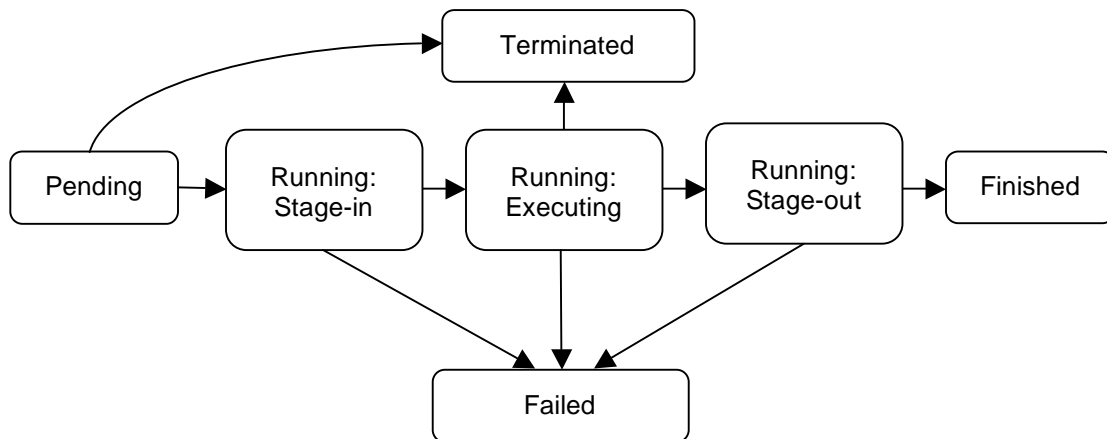 Terminated
Pending
Running:
Stage-in
Running:
Executing
Running:
Stage-out
Finished
Failed